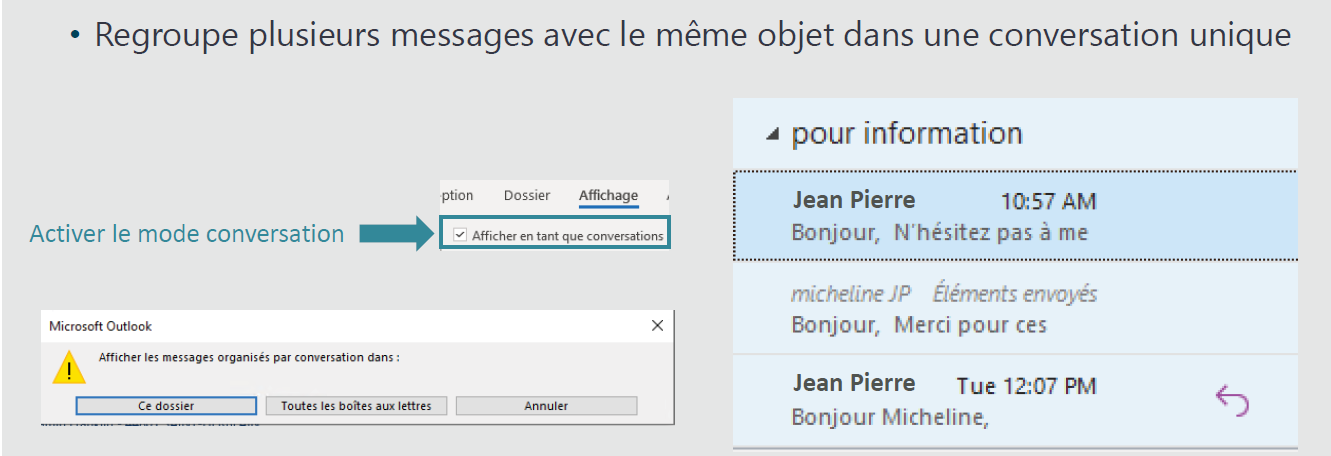 • Regroupe plusieurs messages avec le même objet dans une conversation unique
ption Dossier Affichage
Activer le mode conversation
Afficher en tant que conversations
Microsoft Outlook
Afficher les messages organisés par conversation dans :
Ce dossier Toutes les boîtes aux lettres Annuler
pour information
Jean Pierre 10:57 AM
Bonjour, N'hésitez pas à me
micheline JP Éléments envoyés
Bonjour, Merci pour ces
Jean Pierre Tue 12:07 PM
Bonjour Micheline,